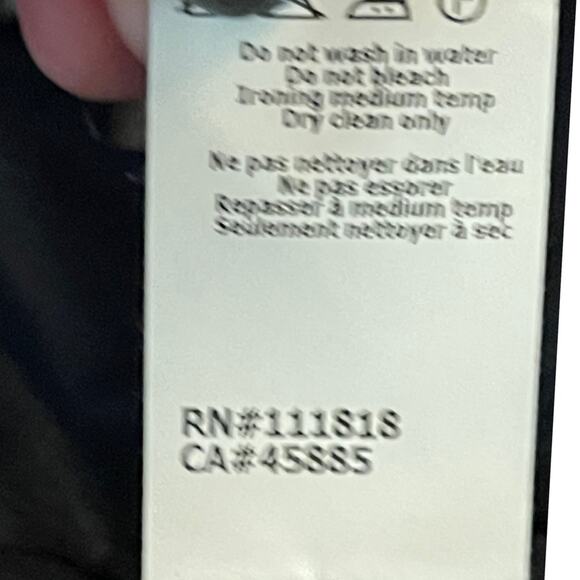 Do not wash in water
Do not bleach
Ironing medium temp
Dry clean only
Ne pas nettoyer dans l'eau
Ne pas essorer
Repasser à medium temp
Seulement nettoyer à sec
RN#111818
CA#45885